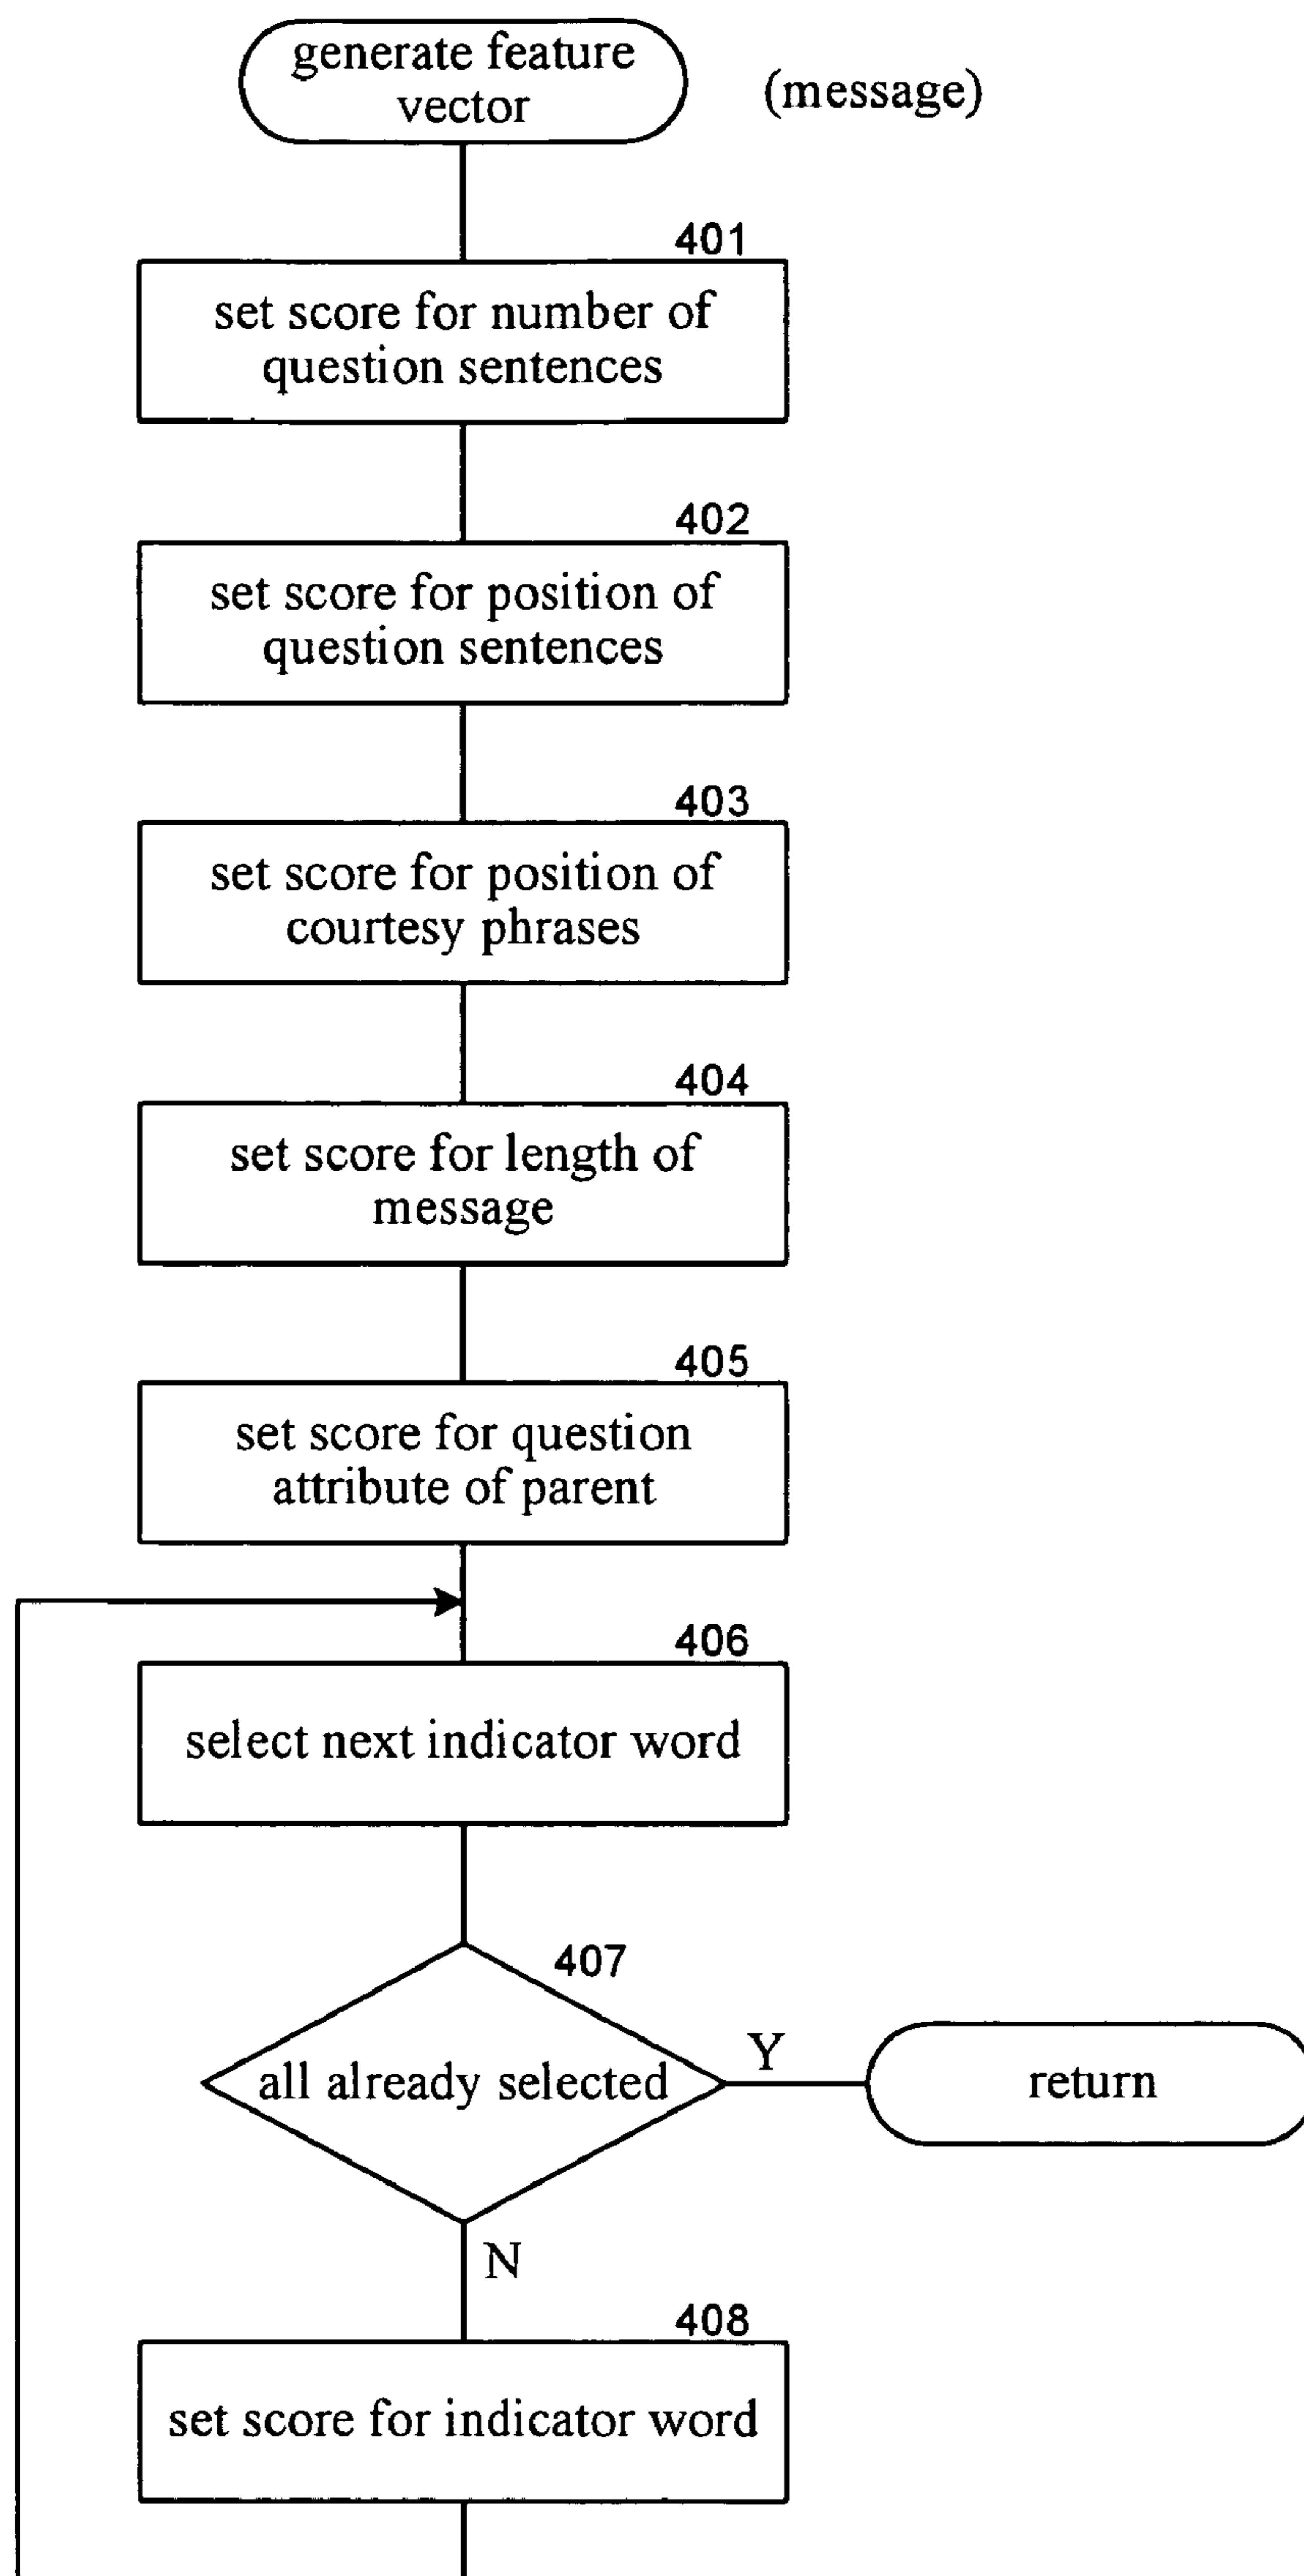 generate feature
vector
(message)
401
set score for number of
question sentences
402
set score for position of
question sentences
403
set score for position of
courtesy phrases
404
set score for length of
message
405
set score for question
attribute of parent
406
select next indicator word
407
all already selected
Y
return
N
408
set score for indicator word